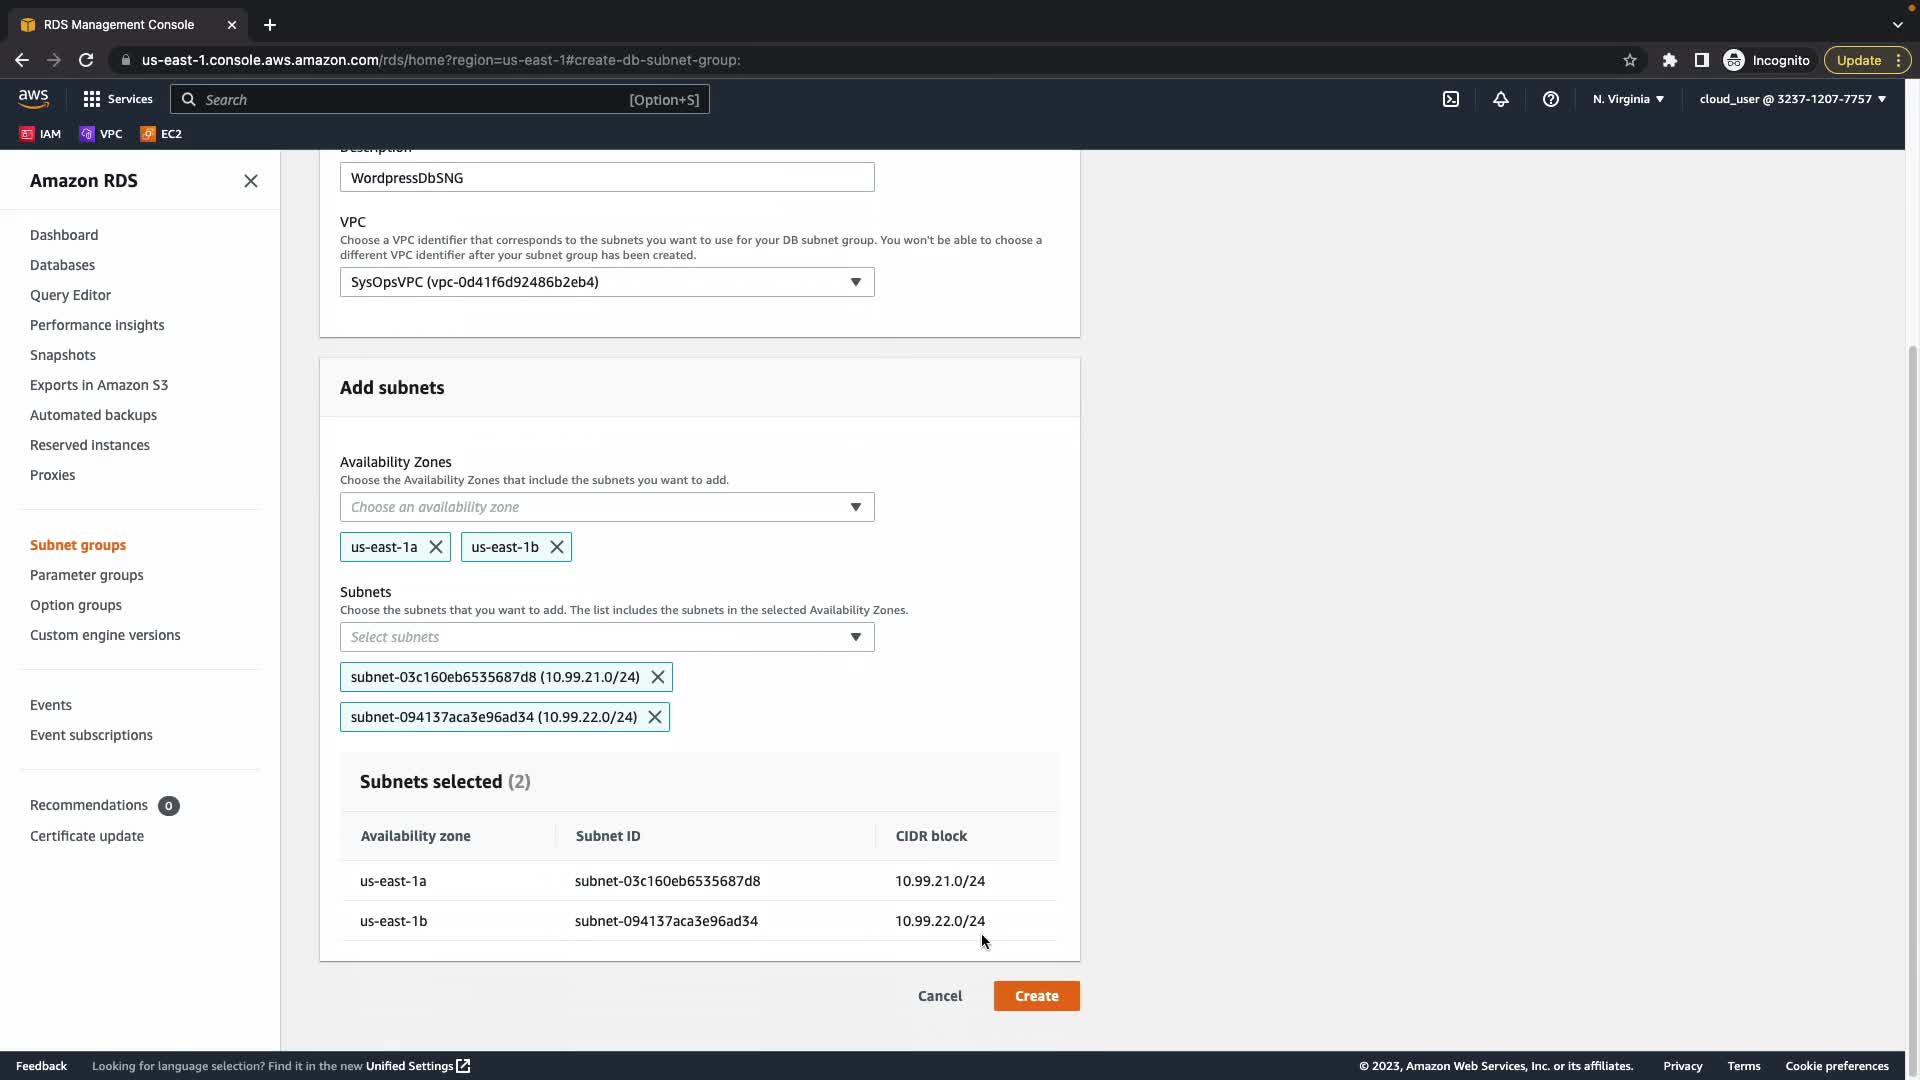 RDS Management Console
us-east-1.console.aws.amazon.com/rds/home?region=us-east-1#create-db-subnet-group:
Incognito
Update
aws
Services
Search
[Option+S]
N. Virginia
cloud_user @ 3237-1207-7757
IAM
VPC
EC2
Amazon RDS
Dashboard
Databases
Query Editor
Performance insights
Snapshots
Exports in Amazon S3
Automated backups
Reserved instances
Proxies
Subnet groups
Parameter groups
Option groups
Custom engine versions
Events
Event subscriptions
Recommendations 0
Certificate update
Description
WordpressDbSNG
VPC
Choose a VPC identifier that corresponds to the subnets you want to use for your DB subnet group. You won't be able to choose a
different VPC identifier after your subnet group has been created.
SysOpsVPC (vpc-0d41f6d92486b2eb4)
Add subnets
Availability Zones
Choose the Availability Zones that include the subnets you want to add.
Choose an availability zone
us-east-1a
us-east-1b
Subnets
Choose the subnets that you want to add. The list includes the subnets in the selected Availability Zones.
Select subnets
subnet-03c160eb6535687d8 (10.99.21.0/24)
subnet-094137aca3e96ad34 (10.99.22.0/24)
Subnets selected (2)
Availability zone
Subnet ID
CIDR block
us-east-1a
subnet-03c160eb6535687d8
10.99.21.0/24
us-east-1b
subnet-094137aca3e96ad34
10.99.22.0/24
Cancel
Create
Feedback
Looking for language selection? Find it in the new Unified Settings
© 2023, Amazon Web Services, Inc. or its affiliates.
Privacy
Terms
Cookie preferences